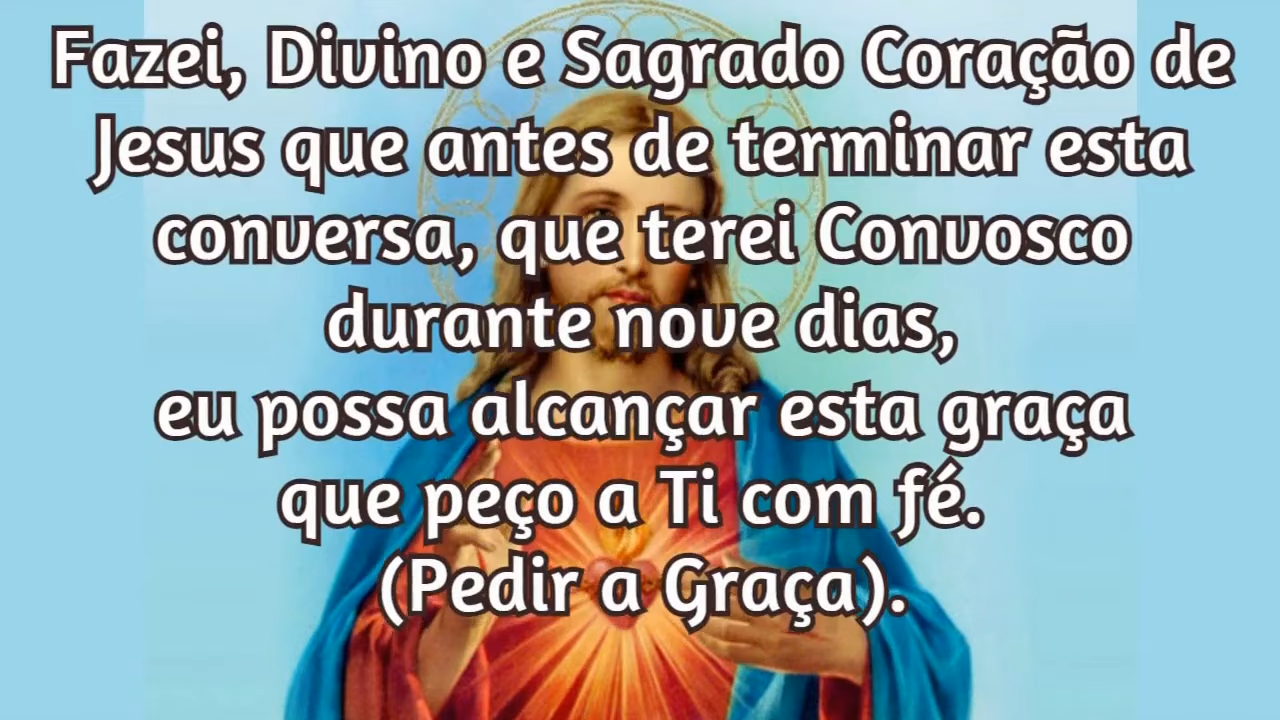 Fazei, Divino e Sagrado Coração de
Jesus que antes de terminar esta
conversa, que terei Convosco
durante nove dias,
eu possa alcançar esta graça
que peço a Ti com fé.
(Pedir a Graça).